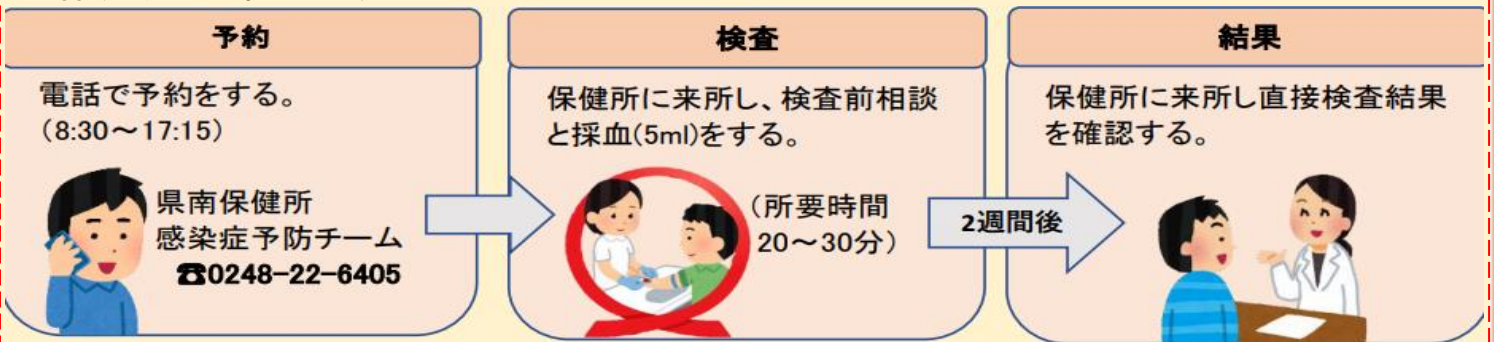 予約
電話で予約をする。
(8:30～17:15)
県南保健所
感染症予防チーム
☎0248-22-6405
検査
保健所に来所し、検査前相談
と採血(5ml)をする。
(所要時間
20～30分)
2週間後
結果
保健所に来所し直接検査結果
を確認する。